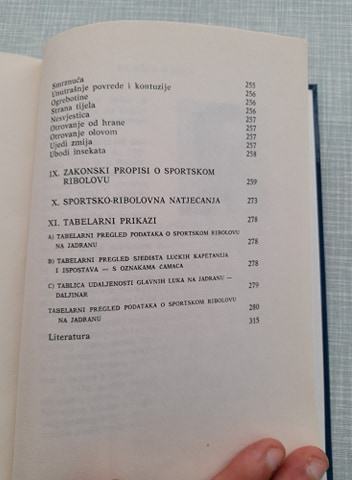 Smrznuća
Unutrašnje povrede i kontuzije 255
Ogrebotine 256
Strana tijela 256
Nesvjestica 256
Otrovanje od hrane 257
Otrovanje olovom 257
Ujedi zmija 257
Ubodi insekata 258
IX. ZAKONSKI PROPISI O SPORTSKOM
RIBOLOVU 259
X. SPORTSKO-RIBOLOVNA NATJECANJA 273
XI. TABELARNI PRIKAZI 278
A) TABELARNI PREGLED PODATAKA O SPORTSKOM RIBOLOVU
NA JADRANU 278
B) TABELARNI PREGLED SJEDIŠTA LUČKIH KAPETANIJA
I ISPOSTAVA — S OZNAKAMA ČAMACA 278
C) TABLICA UDALJENOSTI GLAVNIH LUKA NA JADRANU —
DALJINAR 279
TABELARNI PREGLED PODATAKA O SPORTSKOM RIBOLOVU
NA JADRANU 280
Literatura 315